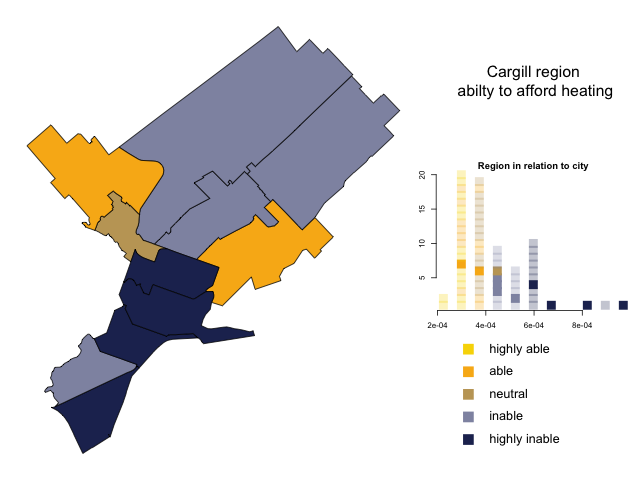 Cargill region
abilty to afford heating
Region in relation to city
20
15
10
5
2e-04 4e-04 6e-04 8e-04
highly able
able
neutral
inable
highly inable